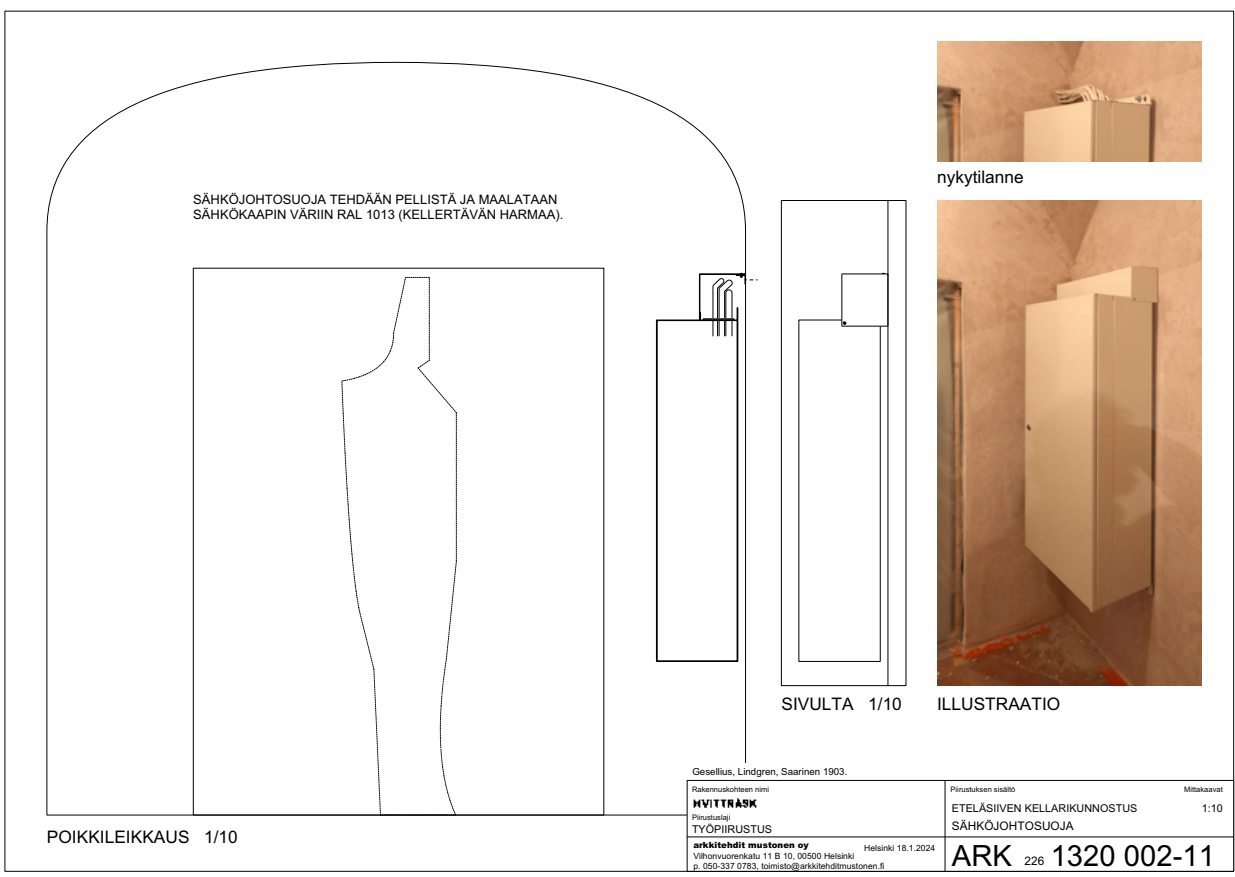 SÄHKÖJOHTOSUOJA TEHDÄÄN PELLISTÄ JA MAALATAAN
SÄHKÖKAAPIN VÄRIIN RAL 1013 (KELLERTÄVÄN HARMAA).
nykytilanne
SIVULTA 1/10
ILLUSTRAATIO
POIKKILEIKKAUS 1/10
Gesellius, Lindgren, Saarinen 1903.
Rakennuskohteen nimi
HVITTRÄSK
Piirustuslaji
TYÖPIIRUSTUS
Piirustuksen sisältö
Mittakaavat
ETELÄSIIVEN KELLARIKUNNOSTUS
1:10
SÄHKÖJOHTOSUOJA
arkkitehdit mustonen oy
Helsinki 18.1.2024
Vilhonvuorenkatu 11 B 10, 00500 Helsinki
p. 050-337 0783, toimisto@arkkitehditmustonen.fi
ARK 226 1320 002-11